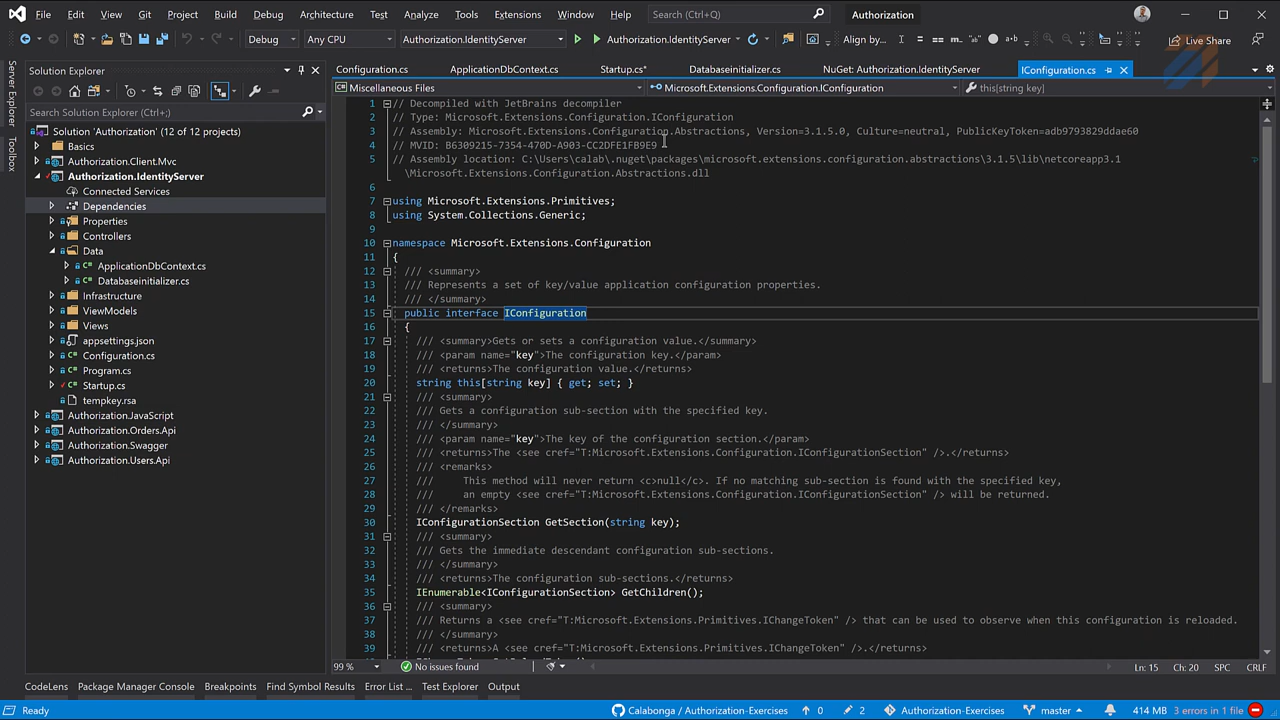 File Edit View Git Project Build Debug Architecture Test Analyze Tools Extensions Window Help Search (Ctrl+Q) Authorization
Debug Any CPU Authorization.IdentityServer Authorization.IdentityServer Align by... Live Share
Server Explorer
Toolbox
Solution Explorer
Search Solution Explorer (Ctrl+;)
Solution 'Authorization' (12 of 12 projects)
Basics
Authorization.Client.Mvc
Authorization.IdentityServer
Connected Services
Dependencies
Properties
Controllers
Data
ApplicationDbContext.cs
Databaseinitializer.cs
Infrastructure
ViewModels
Views
appsettings.json
Configuration.cs
Program.cs
Startup.cs
tempkey.rsa
Authorization.JavaScript
Authorization.Orders.Api
Authorization.Swagger
Authorization.Users.Api
Configuration.cs ApplicationDbContext.cs Startup.cs* Databaseinitializer.cs NuGet: Authorization.IdentityServer IConfiguration.cs
Miscellaneous Files Microsoft.Extensions.Configuration.IConfiguration this[string key]
1 // Decompiled with JetBrains decompiler
2 // Type: Microsoft.Extensions.Configuration.IConfiguration
3 // Assembly: Microsoft.Extensions.Configuration.Abstractions, Version=3.1.5.0, Culture=neutral, PublicKeyToken=adb9793829ddae60
4 // MVID: B6309215-7354-470D-A903-CC2DFE1FB9E9
5 // Assembly location: C:\Users\calab\.nuget\packages\microsoft.extensions.configuration.abstractions\3.1.5\lib\netcoreapp3.1
\Microsoft.Extensions.Configuration.Abstractions.dll
6
7 using Microsoft.Extensions.Primitives;
8 using System.Collections.Generic;
9
10 namespace Microsoft.Extensions.Configuration
11 {
12 /// <summary>
13 /// Represents a set of key/value application configuration properties.
14 /// </summary>
15 public interface IConfiguration
16 {
17 /// <summary>Gets or sets a configuration value.</summary>
18 /// <param name="key">The configuration key.</param>
19 /// <returns>The configuration value.</returns>
20 string this[string key] { get; set; }
21 /// <summary>
22 /// Gets a configuration sub-section with the specified key.
23 /// </summary>
24 /// <param name="key">The key of the configuration section.</param>
25 /// <returns>The <see cref="T:Microsoft.Extensions.Configuration.IConfigurationSection" />.</returns>
26 /// <remarks>
27 /// This method will never return <c>null</c>. If no matching sub-section is found with the specified key,
28 /// an empty <see cref="T:Microsoft.Extensions.Configuration.IConfigurationSection" /> will be returned.
29 /// </remarks>
30 IConfigurationSection GetSection(string key);
31 /// <summary>
32 /// Gets the immediate descendant configuration sub-sections.
33 /// </summary>
34 /// <returns>The configuration sub-sections.</returns>
35 IEnumerable<IConfigurationSection> GetChildren();
36 /// <summary>
37 /// Returns a <see cref="T:Microsoft.Extensions.Primitives.IChangeToken" /> that can be used to observe when this configuration is reloaded.
38 /// </summary>
39 /// <returns>A <see cref="T:Microsoft.Extensions.Primitives.IChangeToken" />.</returns>
99 % No issues found Ln: 15 Ch: 20 SPC CRLF
CodeLens Package Manager Console Breakpoints Find Symbol Results Error List ... Test Explorer Output
Ready Calabonga / Authorization-Exercises 0 2 Authorization-Exercises master 414 MB 3 errors in 1 file